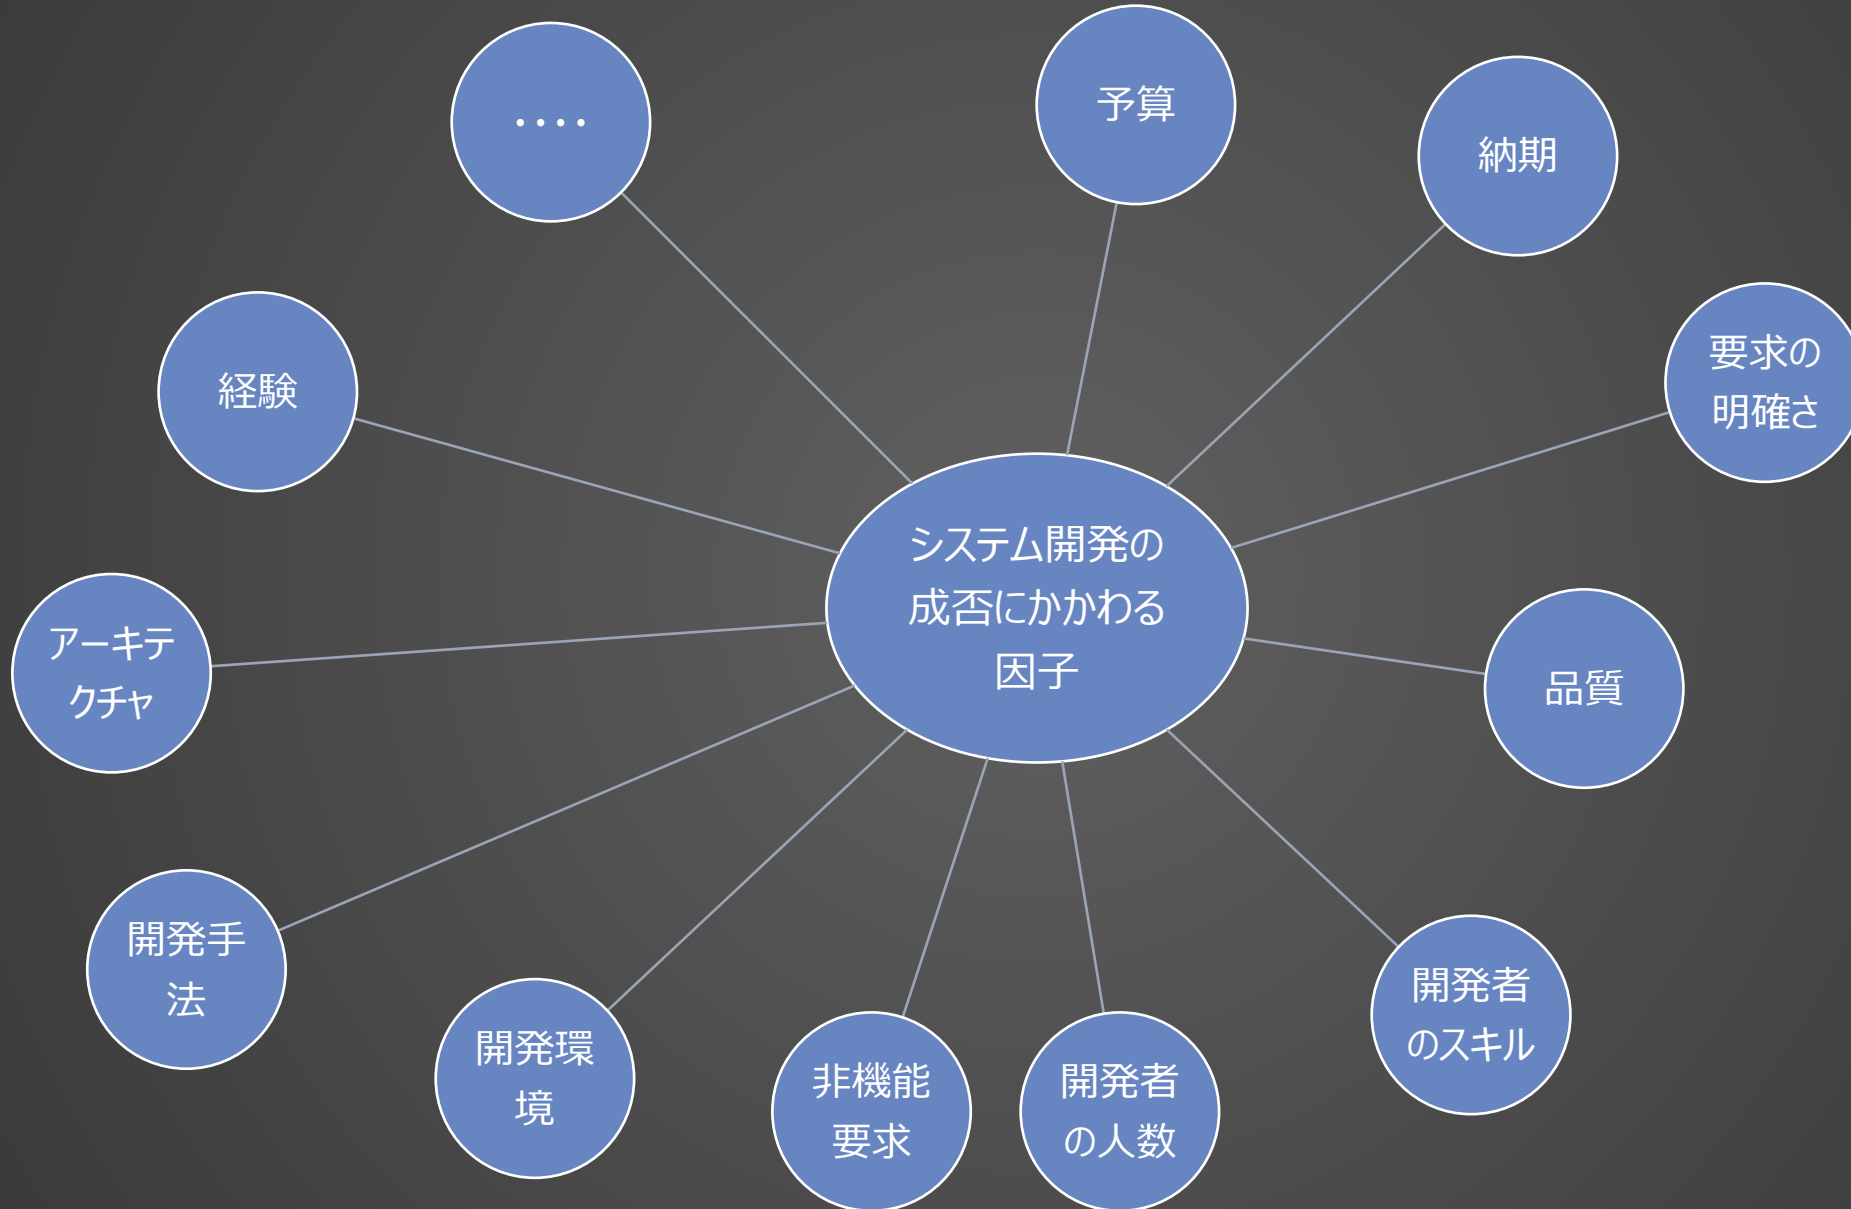 ・・・・
予算
納期
要求の
明確さ
経験
システム開発の
成否にかかわる
因子
アーキテ
クチャ
品質
開発手
法
開発環
境
非機能
要求
開発者
の人数
開発者
のスキル